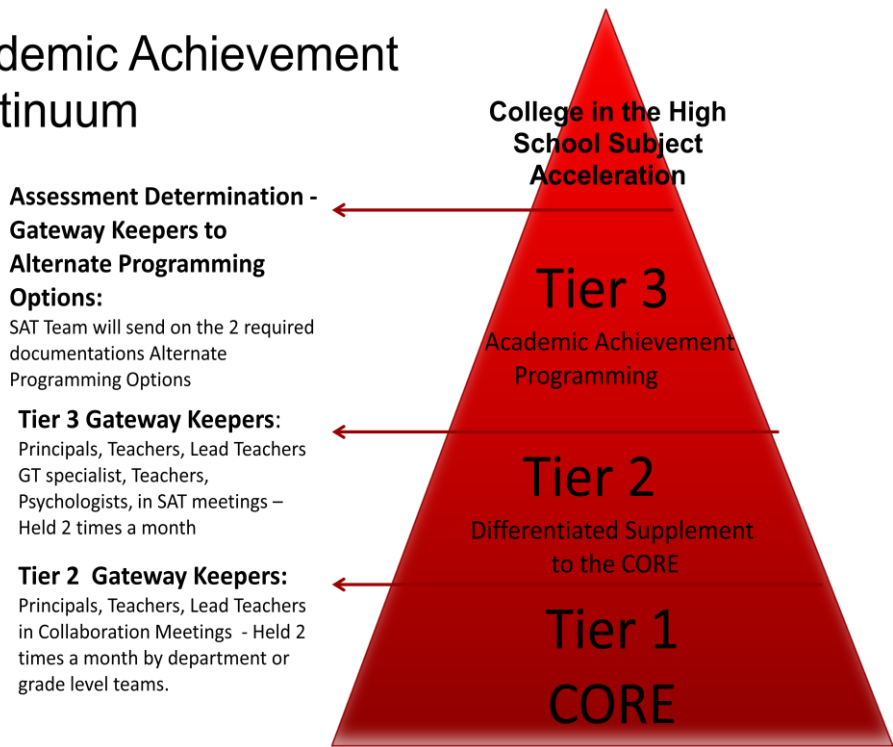 demic Achievement
tinuum
College in the High
School Subject
Acceleration
Assessment Determination -
Gateway Keepers to
Alternate Programming
Options:
SAT Team will send on the 2 required
documentations Alternate
Programming Options
Tier 3
Academic Achievement
Programming
Tier 3 Gateway Keepers:
Principals, Teachers, Lead Teachers
GT specialist, Teachers,
Psychologists, in SAT meetings –
Held 2 times a month
Tier 2
Differentiated Supplement
to the CORE
Tier 2 Gateway Keepers:
Principals, Teachers, Lead Teachers
in Collaboration Meetings - Held 2
times a month by department or
grade level teams.
Tier 1
CORE